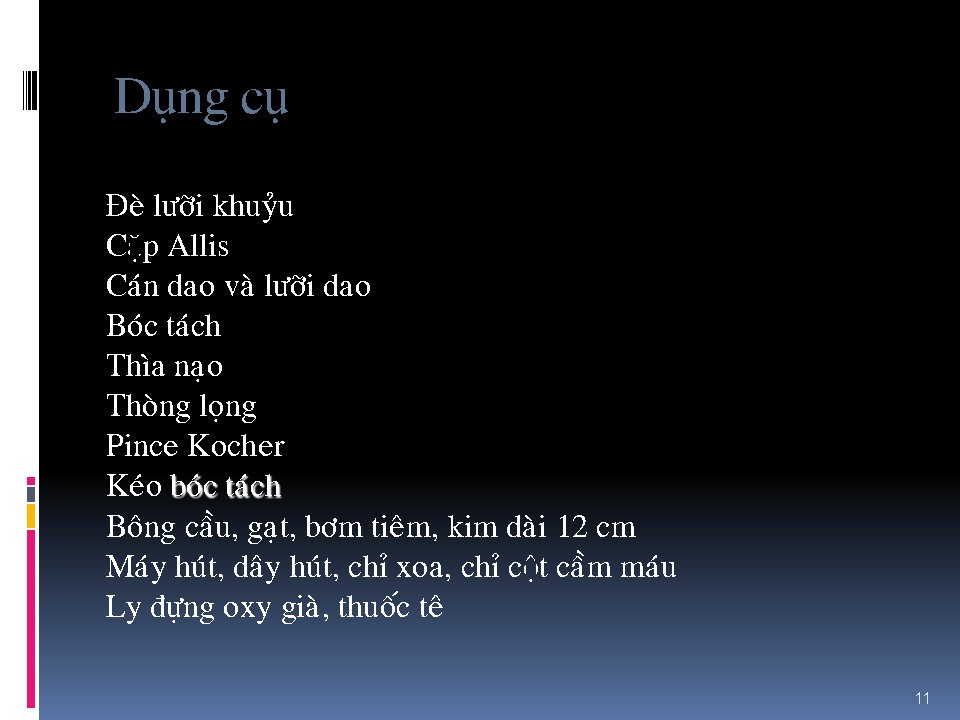 Dụng cụ
Đè lưỡi khuỷu
Cặp Allis
Cán dao và lưỡi dao
Bóc tách
Thìa nạo
Thòng lọng
Pince Kocher
Kéo bóc tách
Bông cầu, gạt, bơm tiêm, kim dài 12 cm
Máy hút, dây hút, chỉ xoa, chỉ cột cầm máu
Ly đựng oxy già, thuốc tê
11